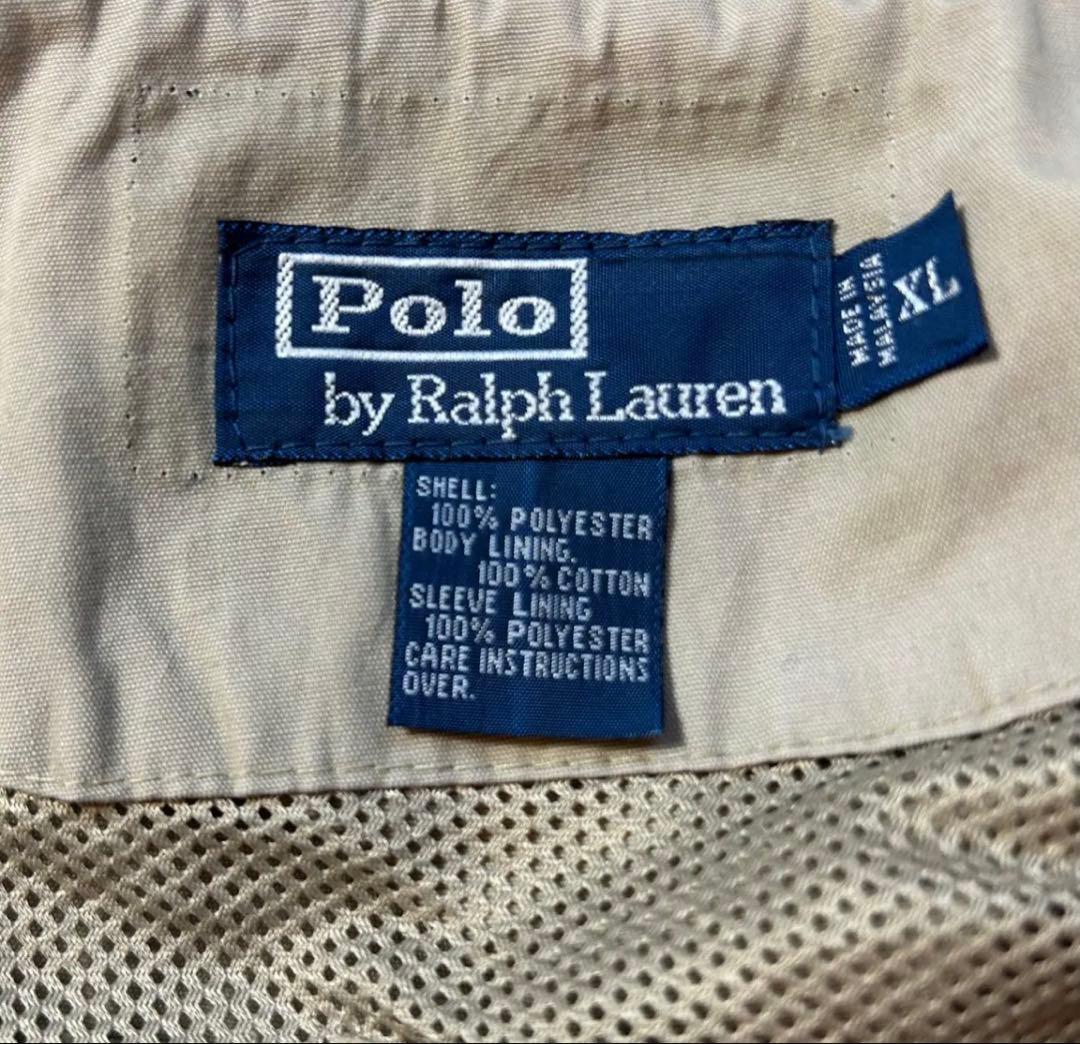 Polo
by Ralph Lauren
MADE IN
MALAYSIA
XL
SHELL:
100% POLYESTER
BODY LINING.
100% COTTON
SLEEVE LINING
100% POLYESTER
CARE INSTRUCTIONS
OVER.